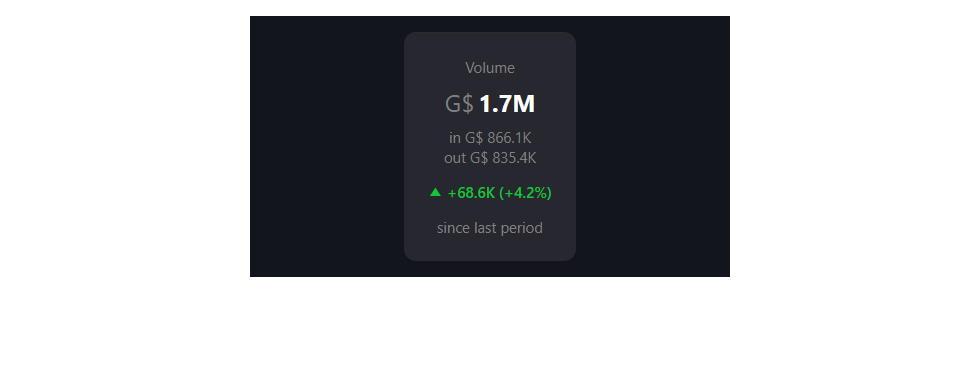 Volume
G$ 1.7M
in G$ 866.1K
out G$ 835.4K
▲ +68.6K (+4.2%)
since last period